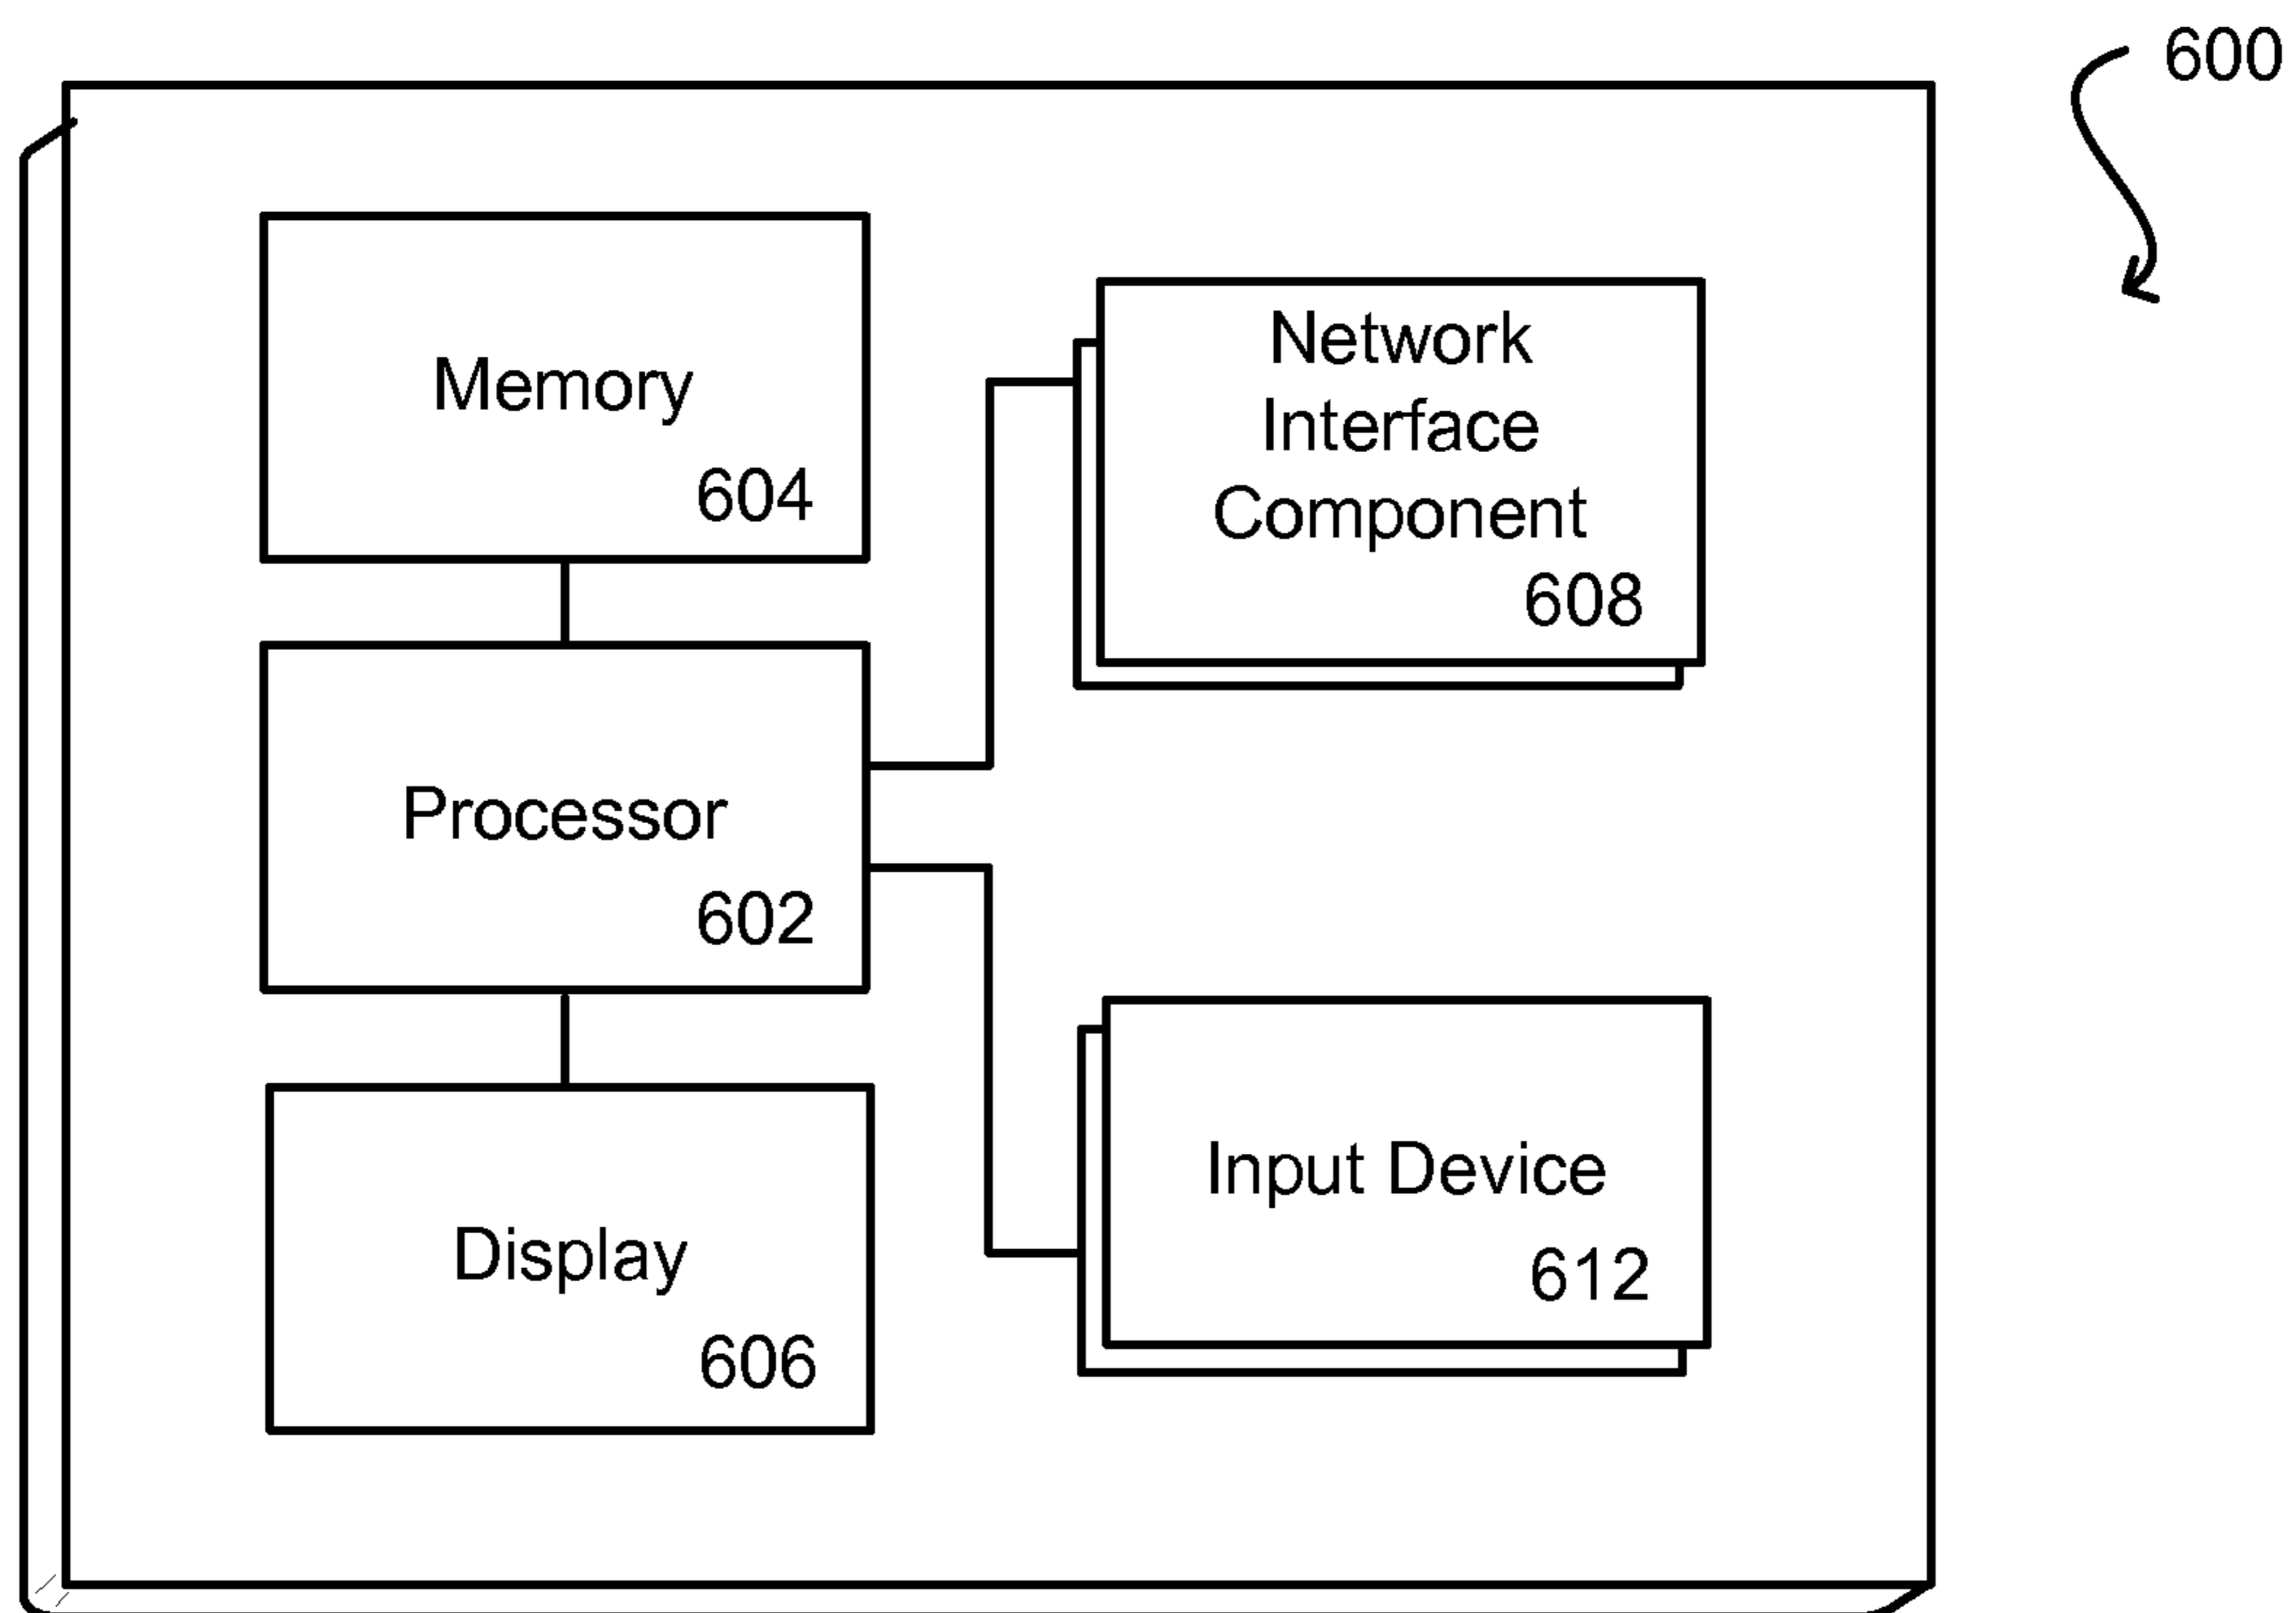 600
Memory
604
Network
Interface
Component
608
Processor
602
Input Device
612
Display
606